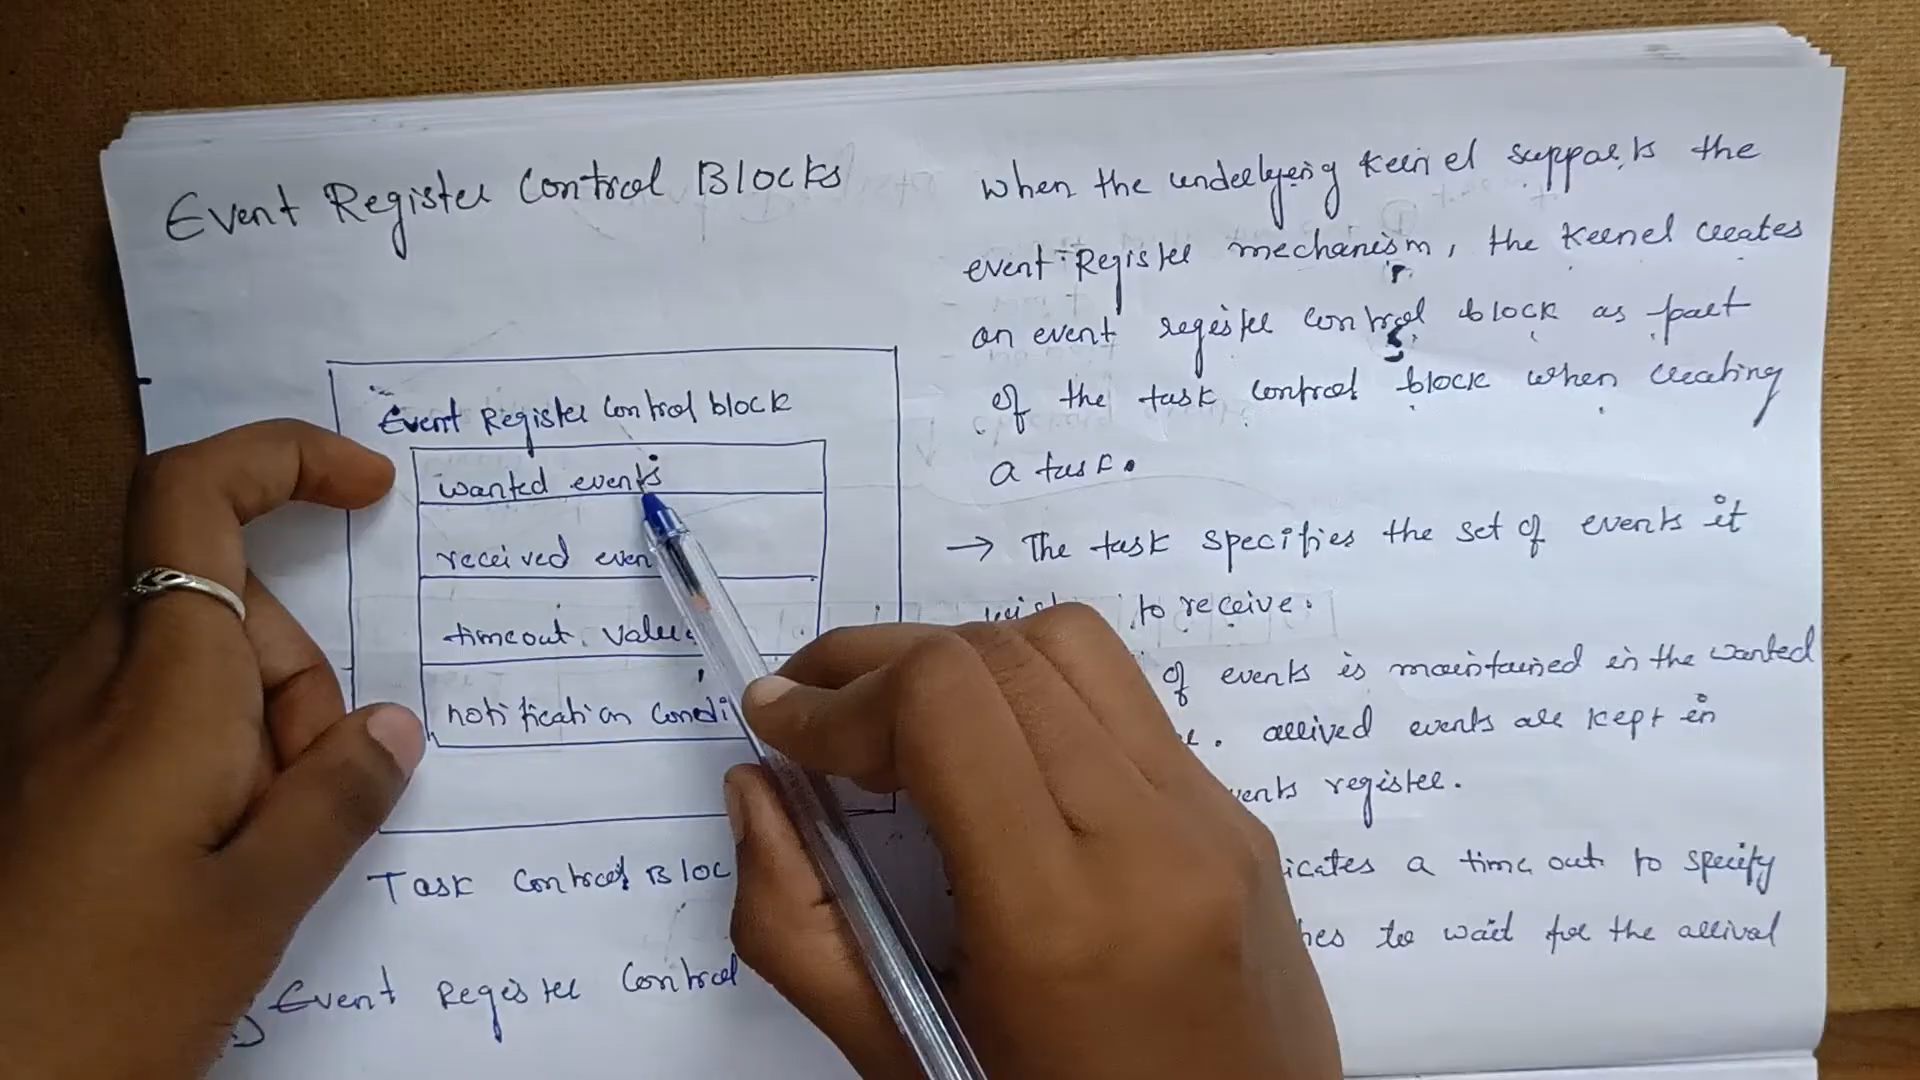 Event Register Control Blocks
Event Register Control block
wanted events
received even
timeout value
notification condi
Task Control Bloc
Event Register Control
When the underlying kernel supports the
event Register mechanism, the kernel creates
an event register control block as part
of the task control block when creating
a task.
→ The task specifies the set of events it
to receive.
of events is maintained in the wanted
arrived events are kept in
vents register.
icates a time out to specify
hes to wait for the arrival